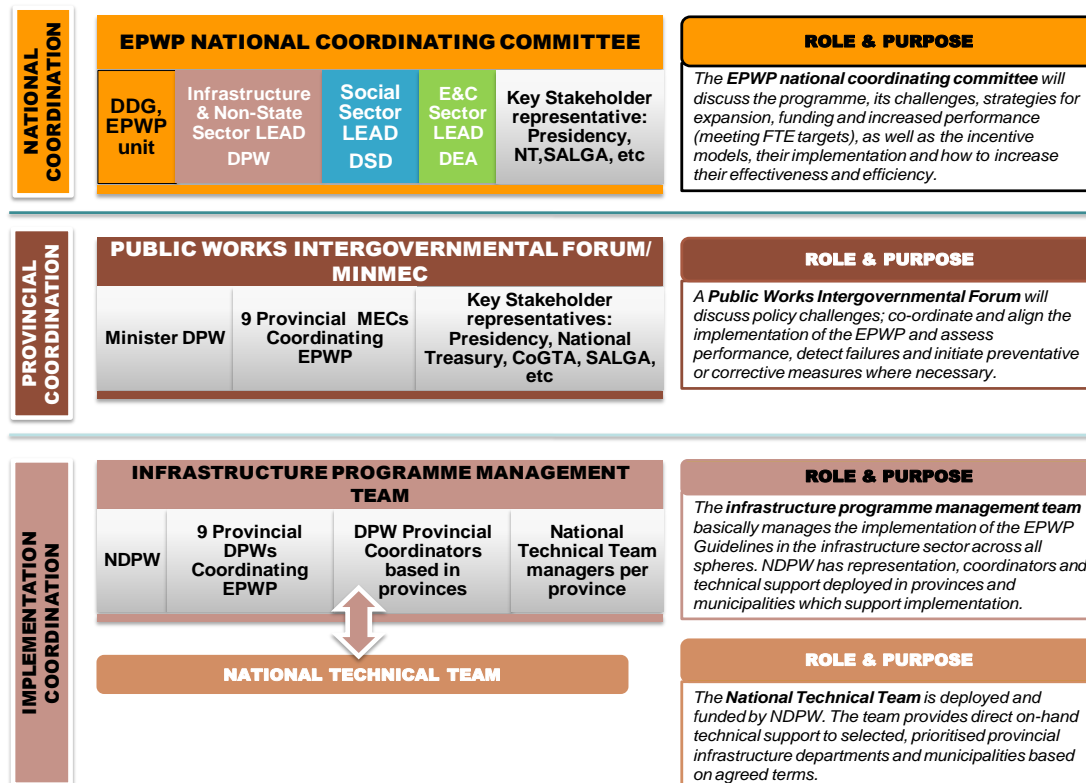 NATIONAL
COORDINATION
EPWP NATIONAL COORDINATING COMMITTEE
DDG,
EPWP
unit
Infrastructure
& Non-State
Sector LEAD
DPW
Social
Sector
LEAD
DSD
E&C
Sector
LEAD
DEA
Key Stakeholder
representative:
Presidency,
NT,SALGA, etc
ROLE & PURPOSE
The EPWP national coordinating committee will
discuss the programme, its challenges, strategies for
expansion, funding and increased performance
(meeting FTE targets), as well as the incentive
models, their implementation and how to increase
their effectiveness and efficiency.
PROVINCIAL
COORDINATION
PUBLIC WORKS INTERGOVERNMENTAL FORUM/
MINMEC
Minister DPW
9 Provincial MECs
Coordinating
EPWP
Key Stakeholder
representatives:
Presidency, National
Treasury, CoGTA, SALGA,
etc
ROLE & PURPOSE
A Public Works Intergovernmental Forum will
discuss policy challenges; co-ordinate and align the
implementation of the EPWP and assess
performance, detect failures and initiate preventative
or corrective measures where necessary.
IMPLEMENTATION
COORDINATION
INFRASTRUCTURE PROGRAMME MANAGEMENT
TEAM
NDPW
9 Provincial
DPWs
Coordinating
EPWP
DPW Provincial
Coordinators
based in
provinces
National
Technical Team
managers per
province
NATIONAL TECHNICAL TEAM
ROLE & PURPOSE
The infrastructure programme management team
basically manages the implementation of the EPWP
Guidelines in the infrastructure sector across all
spheres. NDPW has representation, coordinators and
technical support deployed in provinces and
municipalities which support implementation.
ROLE & PURPOSE
The National Technical Team is deployed and
funded by NDPW. The team provides direct on-hand
technical support to selected, prioritised provincial
infrastructure departments and municipalities based
on agreed terms.